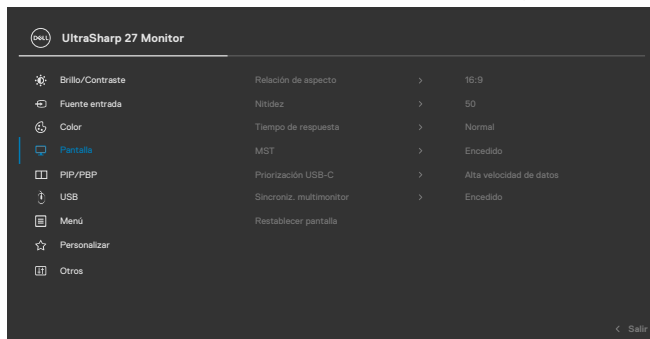 DELL UltraSharp 27 Monitor
Brillo/Contraste Relación de aspecto > 16:9
Fuente entrada Nitidez > 50
Color Tiempo de respuesta > Normal
Pantalla MST > Encedido
PIP/PBP Priorización USB-C > Alta velocidad de datos
USB Sincroniz. multimonitor > Encedido
Menú Restablecer pantalla
Personalizar
Otros
< Salir